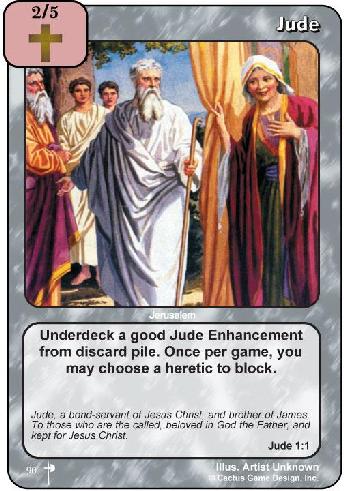 2/5
Jude
Jerusalem
Underdeck a good Jude Enhancement
from discard pile. Once per game, you
may choose a heretic to block.
Jude, a bond-servant of Jesus Christ, and brother of James.
To those who are the called, beloved in God the Father, and
kept for Jesus Christ.
Jude 1:1
Illus. Artist Unknown
© Cactus Game Design, Inc.